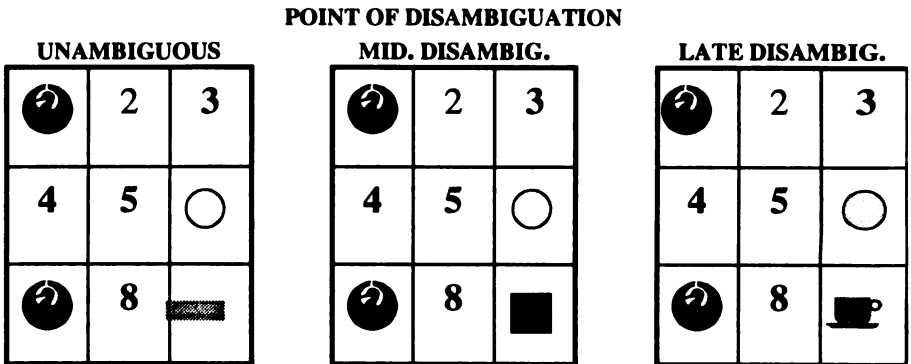 POINT OF DISAMBIGUATION
UNAMBIGUOUS MID. DISAMBIG. LATE DISAMBIG.
2 3 2 3 2 3
4 5 4 5 4 5
8 8 8